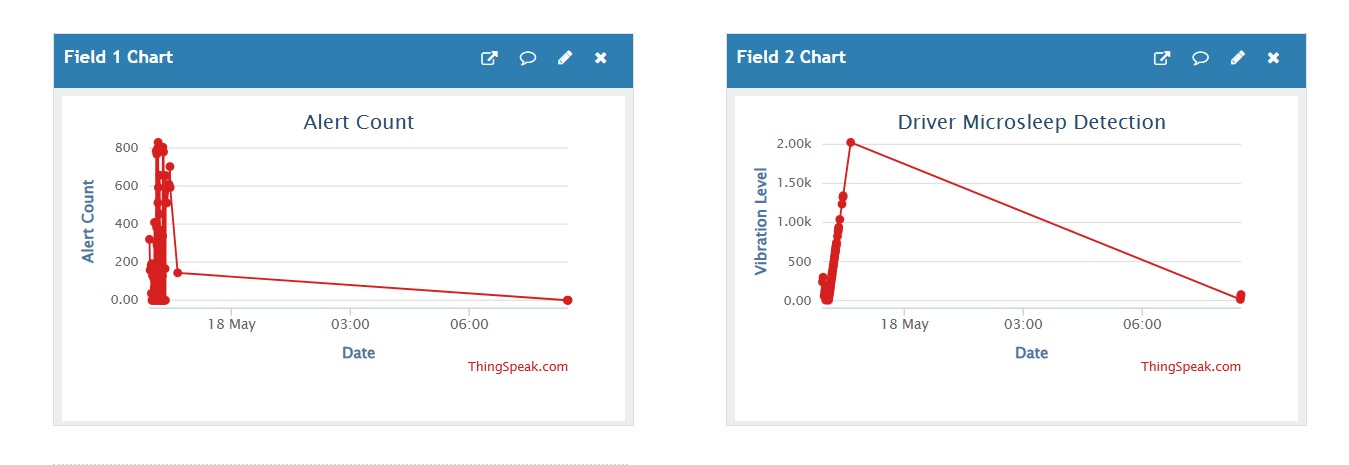 Field 1 Chart
Alert Count
800
600
400
200
0.00
Alert Count
18 May 03:00 06:00
Date
ThingSpeak.com
Field 2 Chart
Driver Microsleep Detection
2.00k
1.50k
1.00k
500
0.00
Vibration Level
18 May 03:00 06:00
Date
ThingSpeak.com